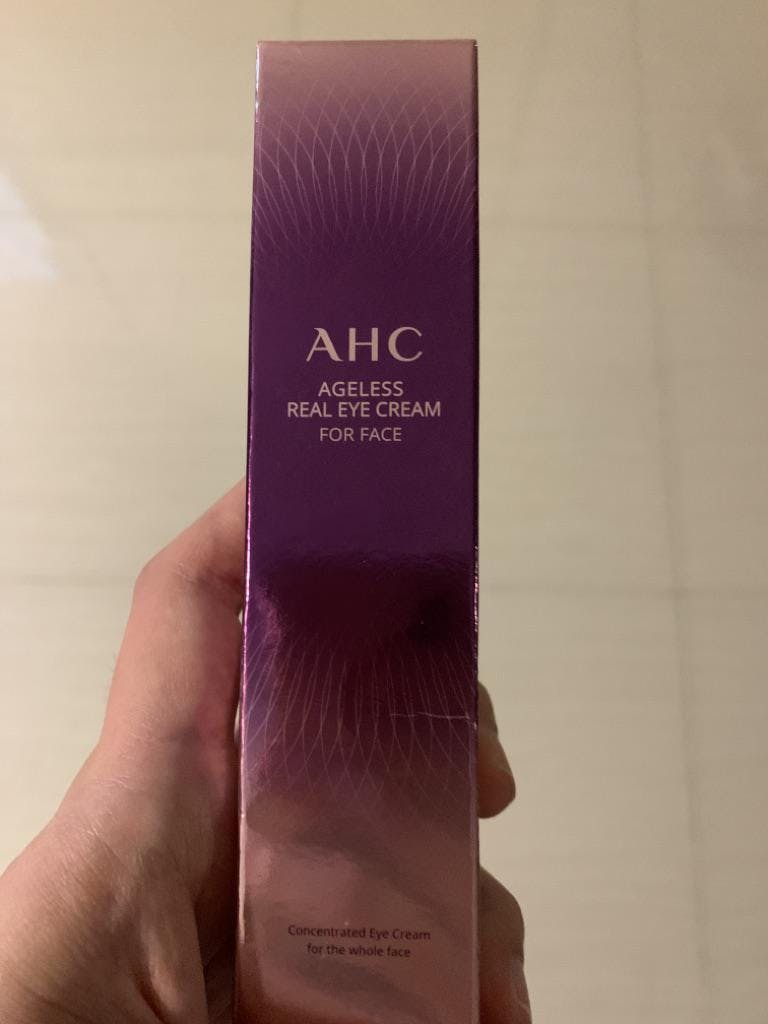 AHC
AGELESS
REAL EYE CREAM
FOR FACE
Concentrated Eye Cream
for the whole face